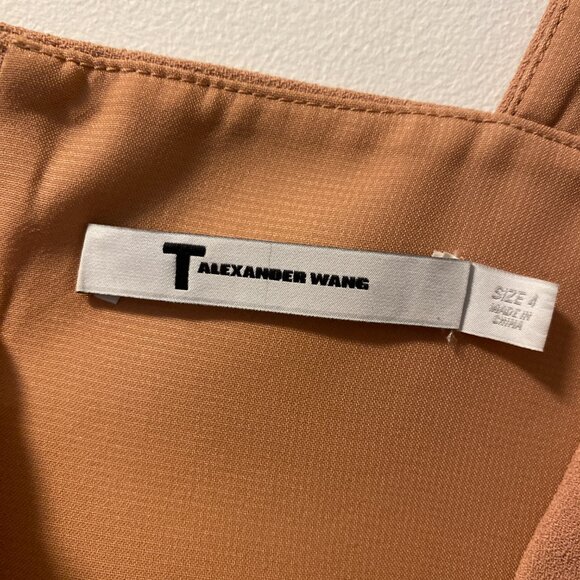 T ALEXANDER WANG
SIZE 4
MADE IN
CHINA